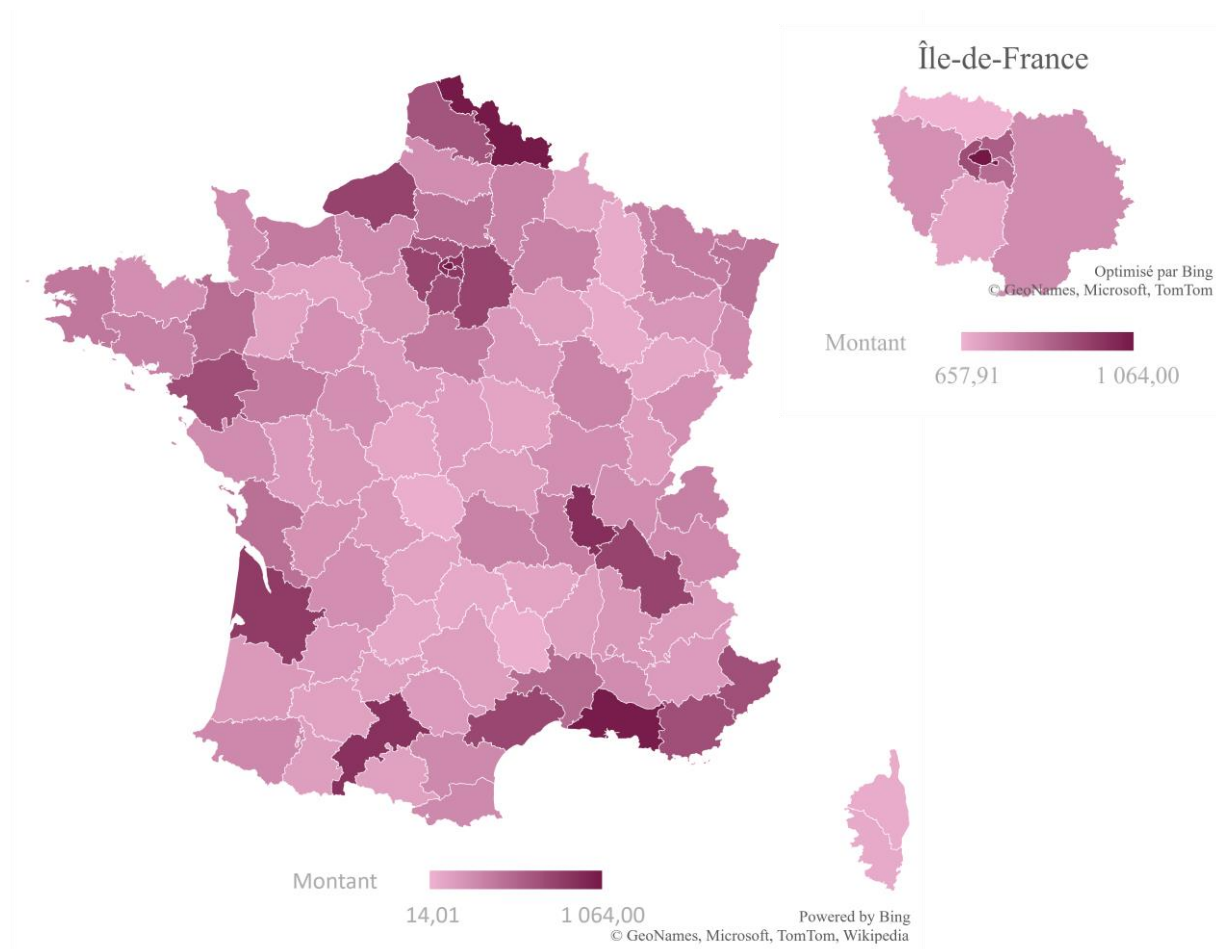 Île-de-France
Optimisé par Bing
© GeoNames, Microsoft, TomTom
Montant
657,91 1 064,00
Montant
14,01 1 064,00
Powered by Bing
© GeoNames, Microsoft, TomTom, Wikipedia